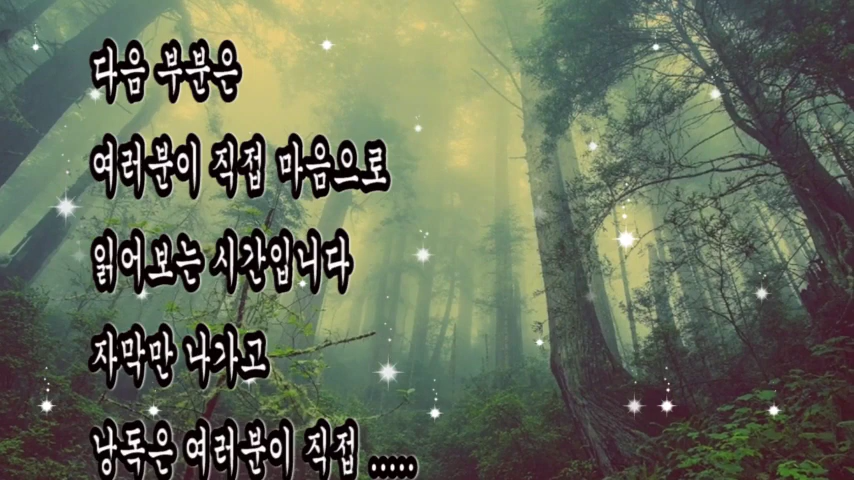 다음 부분은
여러분이 직접 마음으로
읽어보는 시간입니다
자막만 나가고
낭독은 여러분이 직접 .....